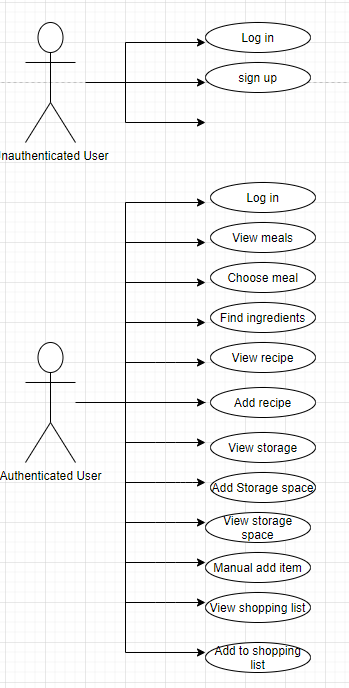 Log in
sign up
nauthenticated User
Log in
View meals
Choose meal
Find ingredients
View recipe
Add recipe
Authenticated User
View storage
Add Storage space
View storage
space
Manual add item
View shopping list
Add to shopping
list